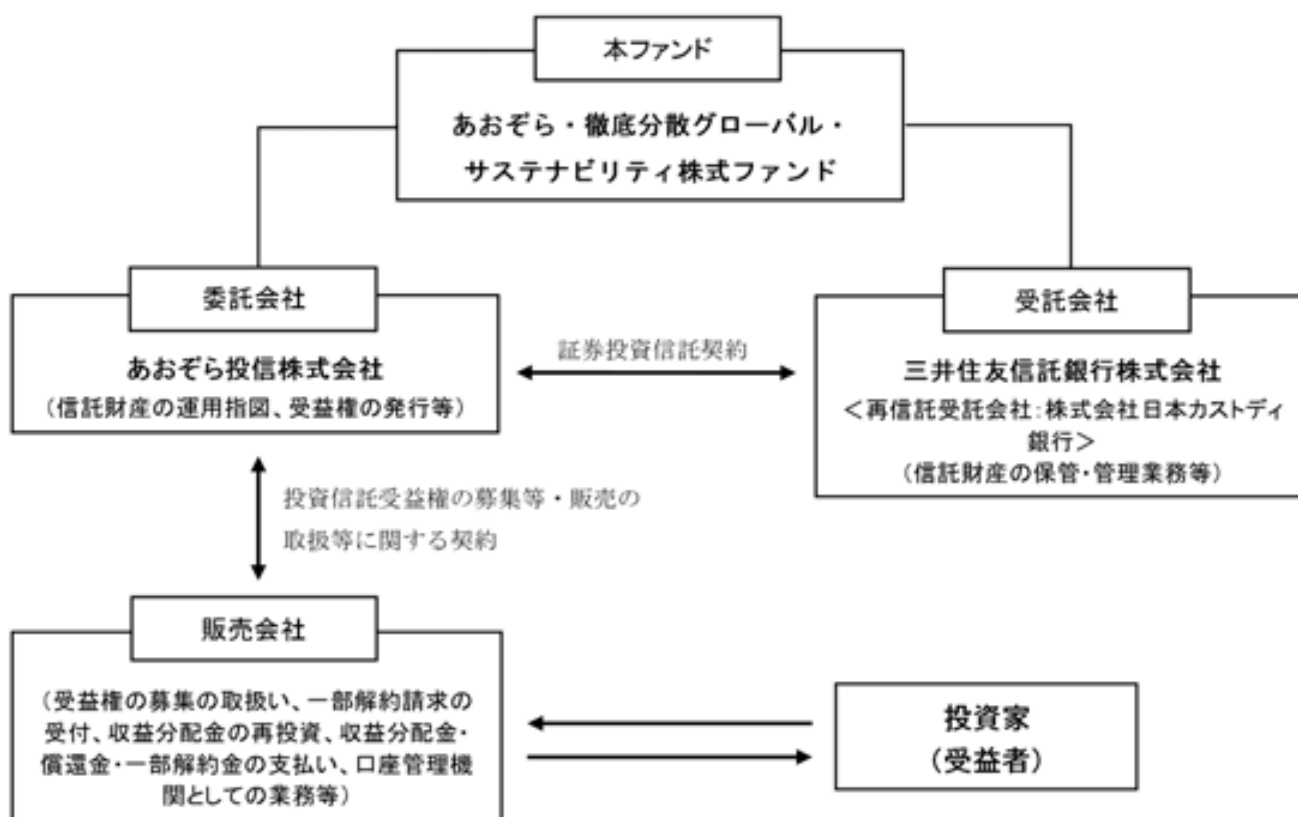 本ファンド
あおぞら・徹底分散グローバル・
サステナビリティ株式ファンド
委託会社
あおぞら投信株式会社
（信託財産の運用指図、受益権の発行等）
証券投資信託契約
受託会社
三井住友信託銀行株式会社
＜再信託受託会社：株式会社日本カストディ
銀行＞
（信託財産の保管・管理業務等）
投資信託受益権の募集等・販売の
取扱等に関する契約
販売会社
（受益権の募集の取扱い、一部解約請求の
受付、収益分配金の再投資、収益分配金・
償還金・一部解約金の支払い、口座管理機
関としての業務等）
投資家
（受益者）